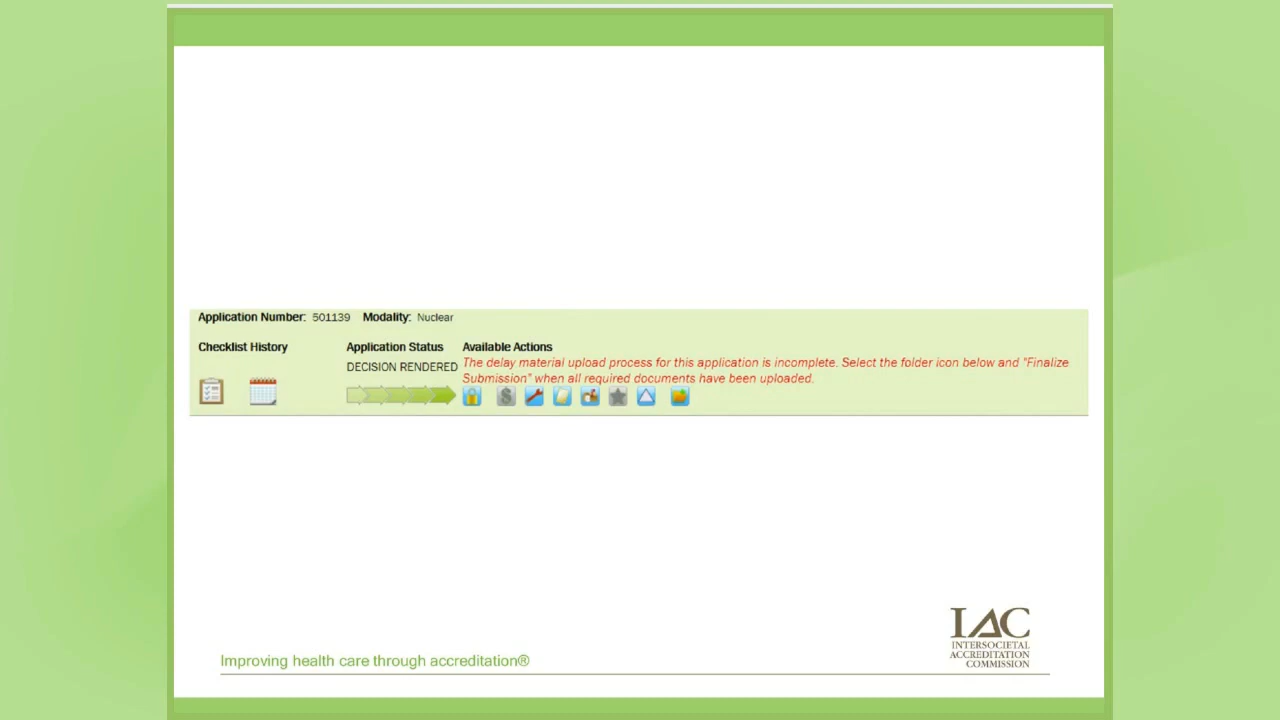 Application Number: 501139 Modality: Nuclear
Checklist History
Application Status
DECISION RENDERED
Available Actions
The delay material upload process for this application is incomplete. Select the folder icon below and "Finalize
Submission" when all required documents have been uploaded.
Improving health care through accreditation®
IAC
INTERSOCIETAL
ACCREDITATION
COMMISSION